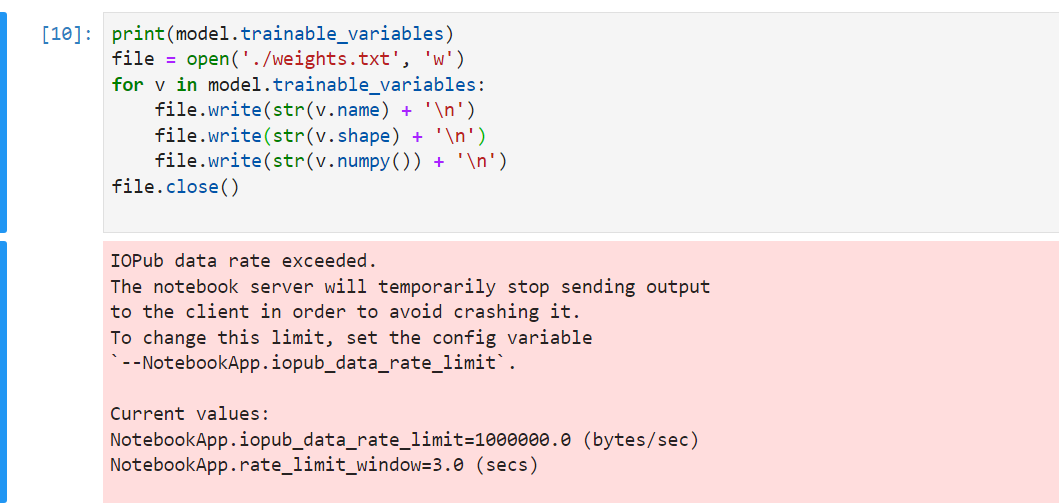 [10]: print(model.trainable_variables)
file = open('./weights.txt', 'w')
for v in model.trainable_variables:
    file.write(str(v.name) + '\n')
    file.write(str(v.shape) + '\n')
    file.write(str(v.numpy()) + '\n')
file.close()
IOPub data rate exceeded.
The notebook server will temporarily stop sending output
to the client in order to avoid crashing it.
To change this limit, set the config variable
`--NotebookApp.iopub_data_rate_limit`.
Current values:
NotebookApp.iopub_data_rate_limit=1000000.0 (bytes/sec)
NotebookApp.rate_limit_window=3.0 (secs)